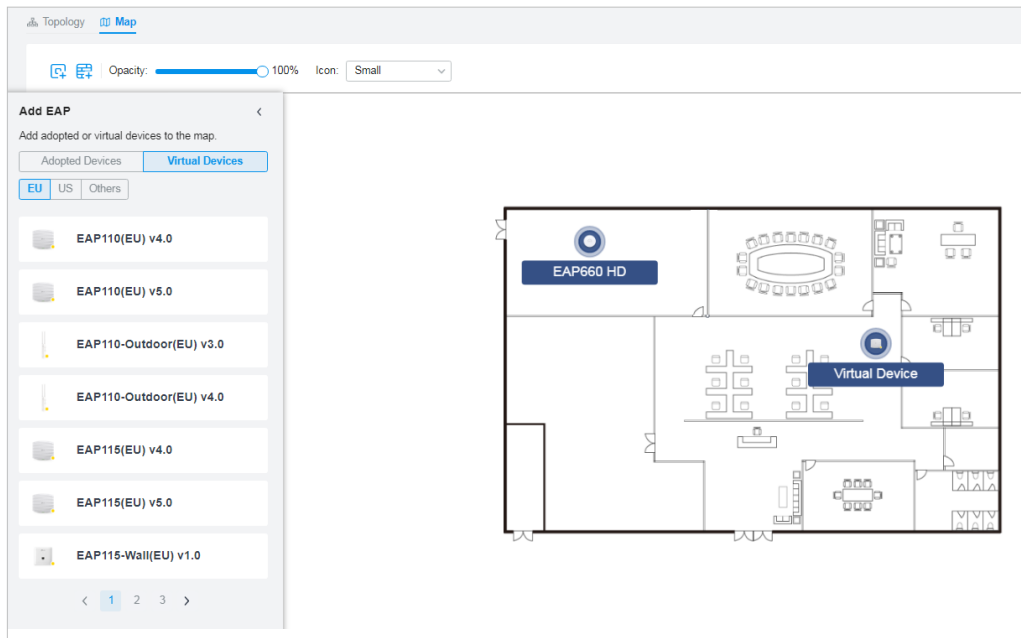 Topology Map
Opacity: 100% Icon: Small
Add EAP
Add adopted or virtual devices to the map.
Adopted Devices Virtual Devices
EU US Others
EAP110(EU) v4.0
EAP110(EU) v5.0
EAP110-Outdoor(EU) v3.0
EAP110-Outdoor(EU) v4.0
EAP115(EU) v4.0
EAP115(EU) v5.0
EAP115-Wall(EU) v1.0
1 2 3
EAP660 HD
Virtual Device